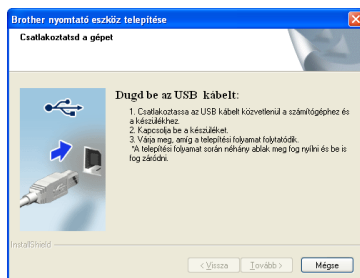 Brother nyomtató eszköz telepítése
Csatlakoztatsd a gépet
Dugd be az USB kábelt:
1. Csatlakoztassa az USB kábelt közvetlenül a számítógéphez és
a készülékhez.
2. Kapcsolja be a készüléket.
3. Várja meg, amíg a telepítési folyamat folytatódik.
*A telepítési folyamat során néhány ablak meg fog nyílni és be is
fog záródni.
InstallShield
< Vissza
Tovább >
Mégse